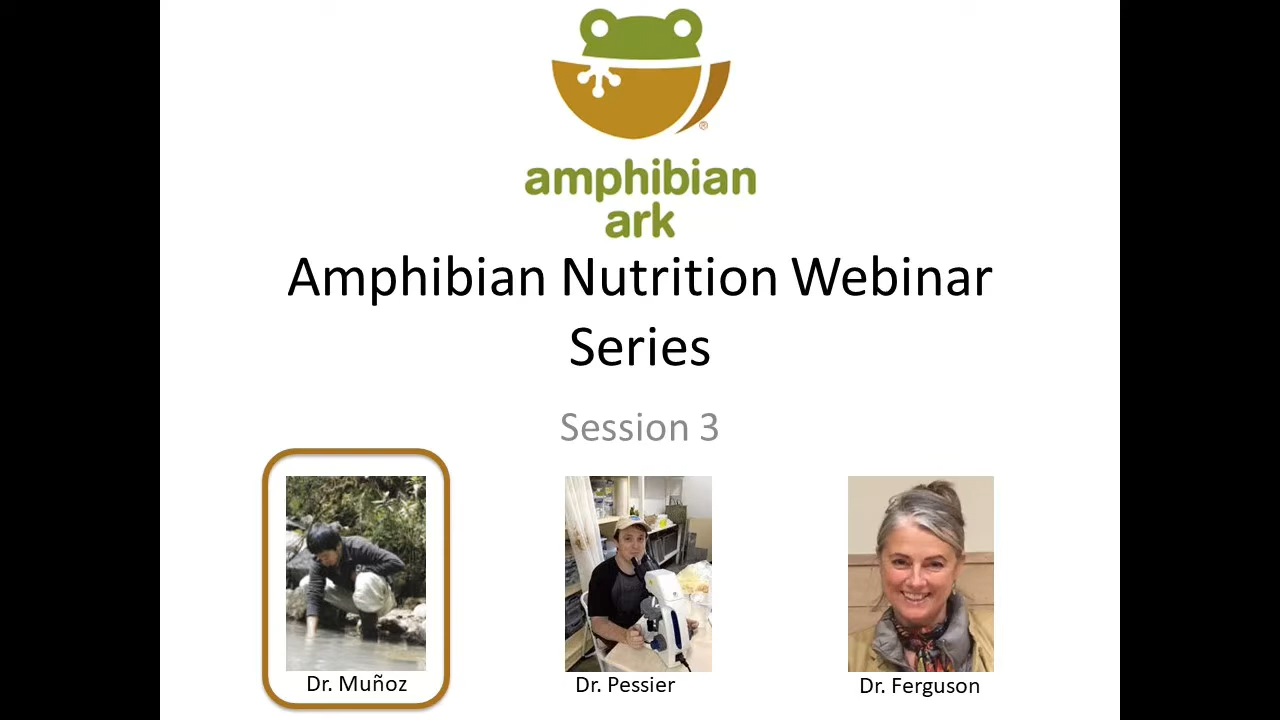 ®
amphibian
ark
Amphibian Nutrition Webinar
Series
Session 3
Dr. Muñoz
Dr. Pessier
Dr. Ferguson